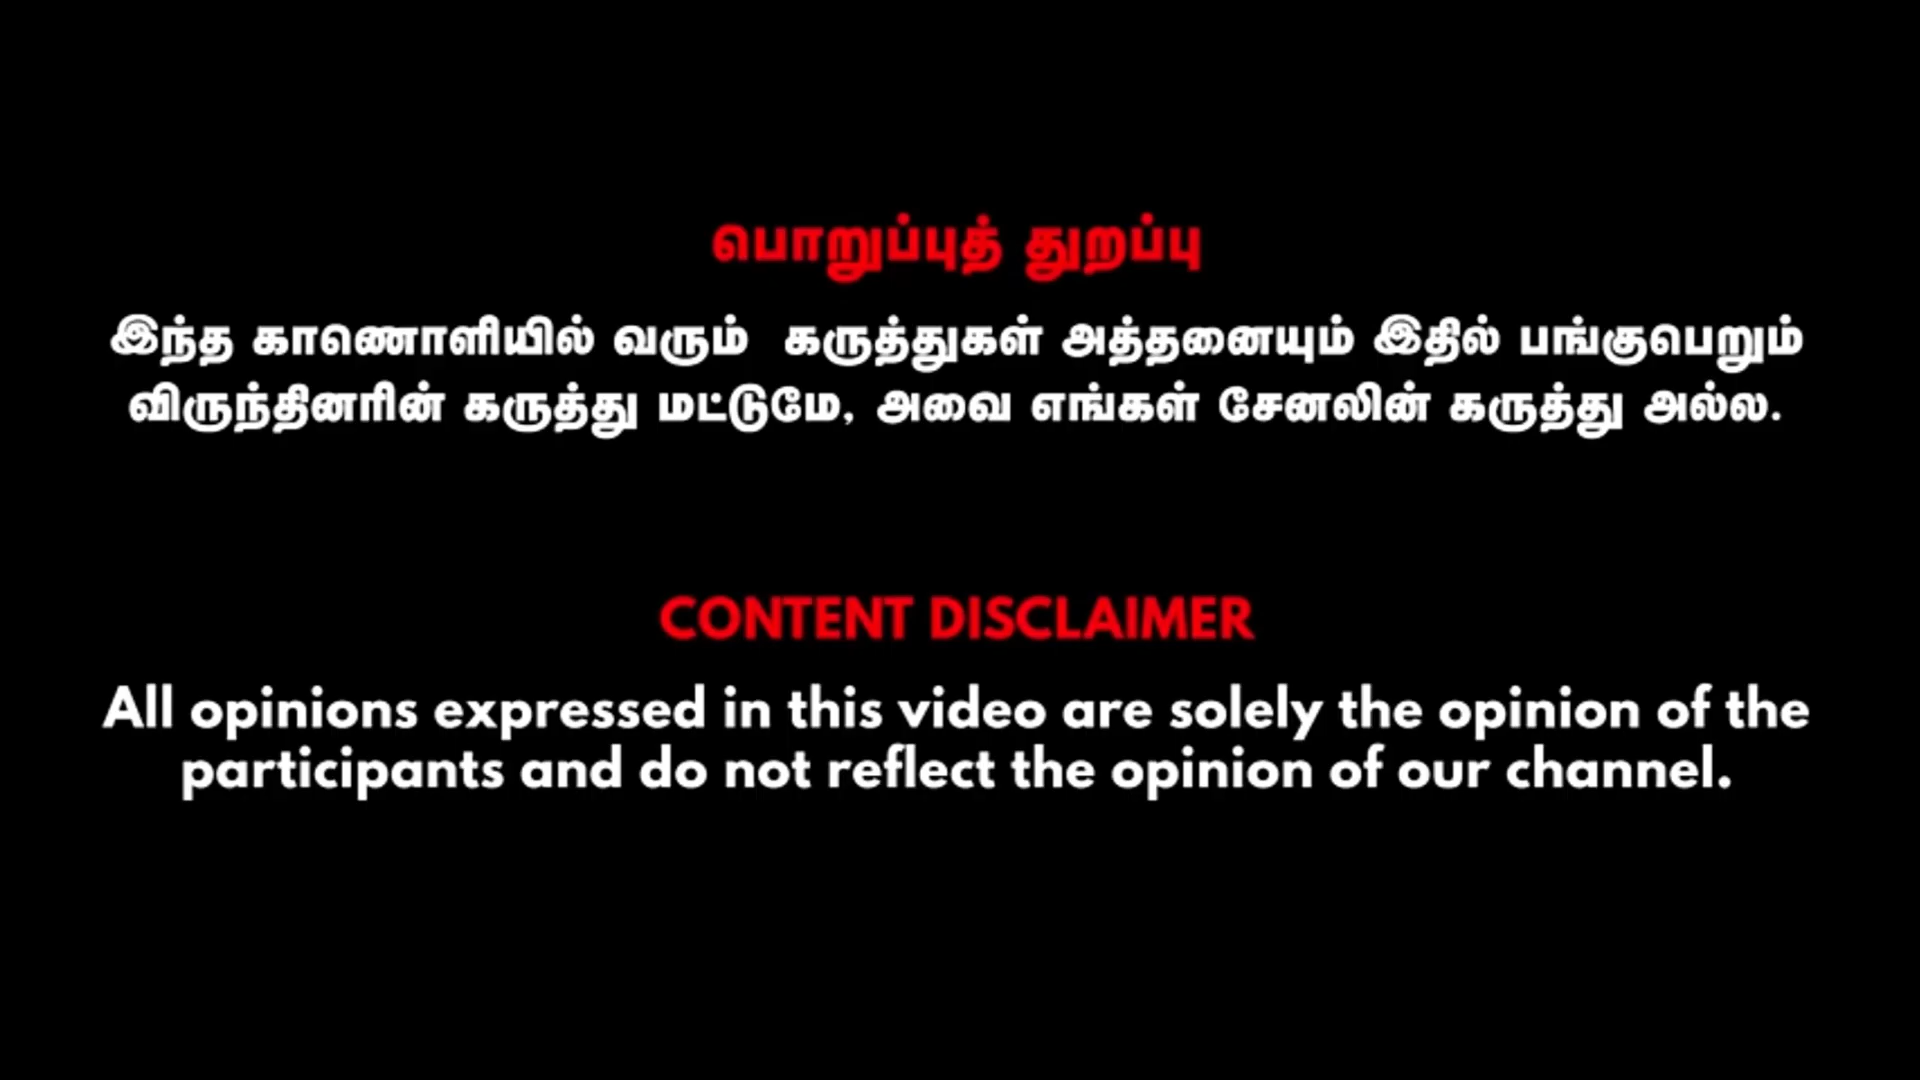 பொறுப்புத் துறப்பு
இந்த காணொளியில் வரும் கருத்துகள் அத்தனையும் இதில் பங்குபெறும்
விருந்தினரின் கருத்து மட்டுமே, அவை எங்கள் சேனலின் கருத்து அல்ல.
CONTENT DISCLAIMER
All opinions expressed in this video are solely the opinion of the
participants and do not reflect the opinion of our channel.